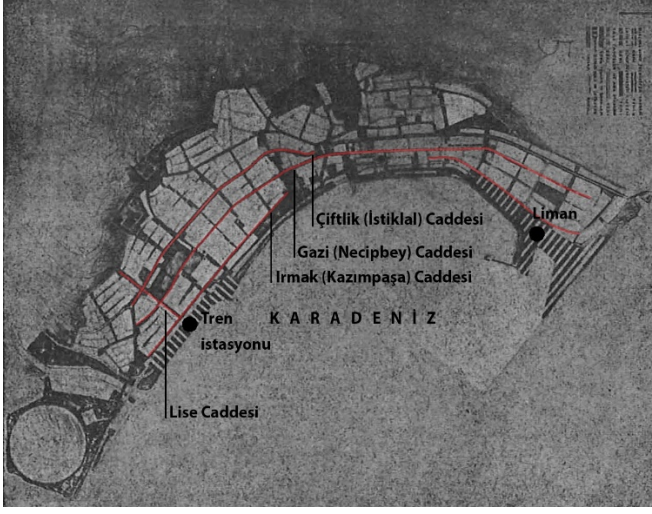 Çiftlik (İstiklal) Caddesi
Liman
Gazi (Necipbey) Caddesi
Irmak (Kazımpaşa) Caddesi
Tren
istasyonu
K A R A D E N İ Z
Lise Caddesi